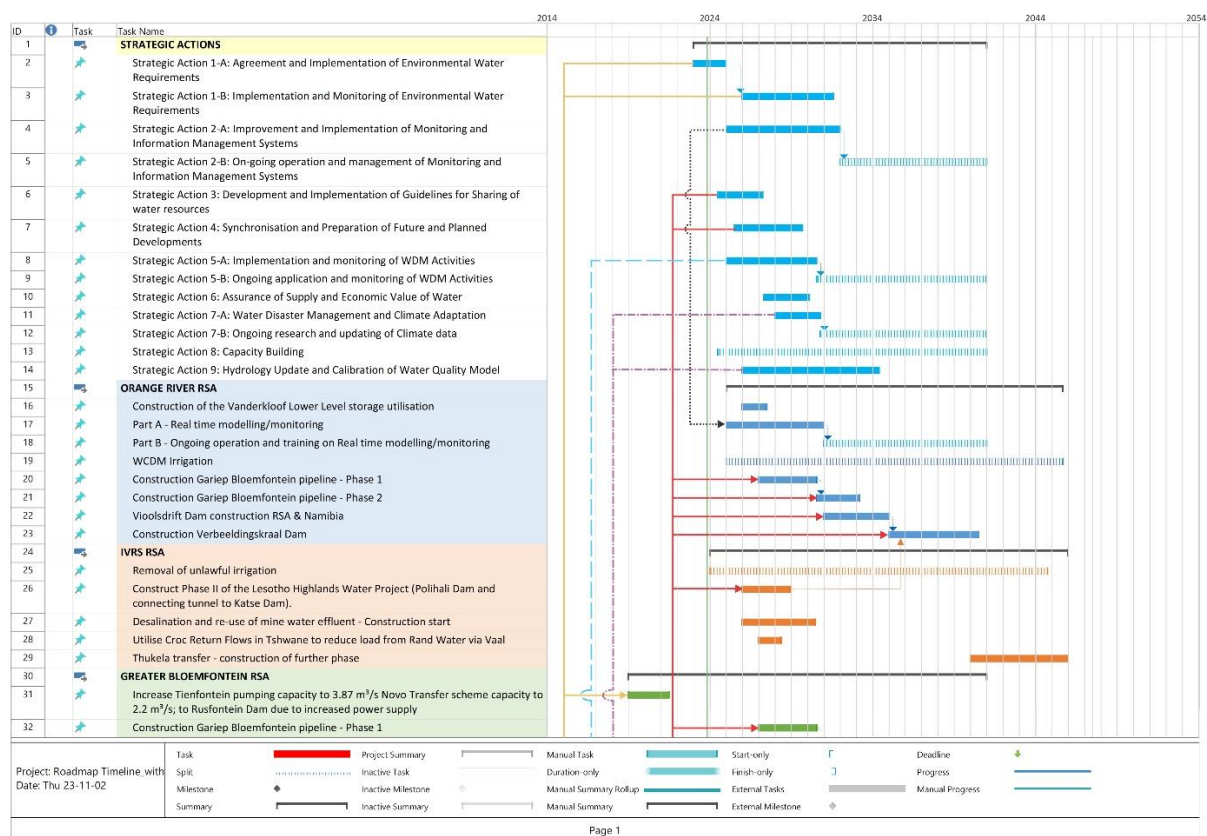 2014 2024 2034 2044 2054
ID Task Task Name
1 STRATEGIC ACTIONS
2 Strategic Action 1-A: Agreement and Implementation of Environmental Water
Requirements
3 Strategic Action 1-B: Implementation and Monitoring of Environmental Water
Requirements
4 Strategic Action 2-A: Improvement and Implementation of Monitoring and
Information Management Systems
5 Strategic Action 2-B: On-going operation and management of Monitoring and
Information Management Systems
6 Strategic Action 3: Development and Implementation of Guidelines for Sharing of
water resources
7 Strategic Action 4: Synchronisation and Preparation of Future and Planned
Developments
8 Strategic Action 5-A: Implementation and monitoring of WDM Activities
9 Strategic Action 5-B: Ongoing application and monitoring of WDM Activities
10 Strategic Action 6: Assurance of Supply and Economic Value of Water
11 Strategic Action 7-A: Water Disaster Management and Climate Adaptation
12 Strategic Action 7-B: Ongoing research and updating of Climate data
13 Strategic Action 8: Capacity Building
14 Strategic Action 9: Hydrology Update and Calibration of Water Quality Model
15 ORANGE RIVER RSA
16 Construction of the Vanderkloof Lower Level storage utilisation
17 Part A - Real time modelling/monitoring
18 Part B - Ongoing operation and training on Real time modelling/monitoring
19 WCDM Irrigation
20 Construction Gariep Bloemfontein pipeline - Phase 1
21 Construction Gariep Bloemfontein pipeline - Phase 2
22 Vioolsdrift Dam construction RSA & Namibia
23 Construction Verbeeldingskraal Dam
24 IVRS RSA
25 Removal of unlawful irrigation
26 Construct Phase II of the Lesotho Highlands Water Project (Polihali Dam and
connecting tunnel to Katse Dam).
27 Desalination and re-use of mine water effluent - Construction start
28 Utilise Croc Return Flows in Tshwane to reduce load from Rand Water via Vaal
29 Thukela transfer - construction of further phase
30 GREATER BLOEMFONTEIN RSA
31 Increase Tienfontein pumping capacity to 3.87 m³/s Novo Transfer scheme capacity to
2.2 m³/s; to Rusfontein Dam due to increased power supply
32 Construction Gariep Bloemfontein pipeline - Phase 1
Project: Roadmap Timeline_with
Date: Thu 23-11-02
Task Project Summary Manual Task Start-only Deadline
Split Inactive Task Duration-only Finish-only Progress
Milestone Inactive Milestone Manual Summary Rollup External Tasks Manual Progress
Summary Inactive Summary Manual Summary External Milestone
Page 1